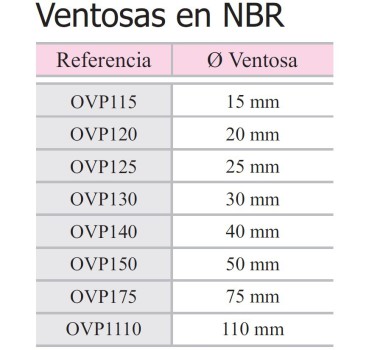 Ventosas en NBR
Referencia Ø Ventosa
OVP115 15 mm
OVP120 20 mm
OVP125 25 mm
OVP130 30 mm
OVP140 40 mm
OVP150 50 mm
OVP175 75 mm
OVP1110 110 mm